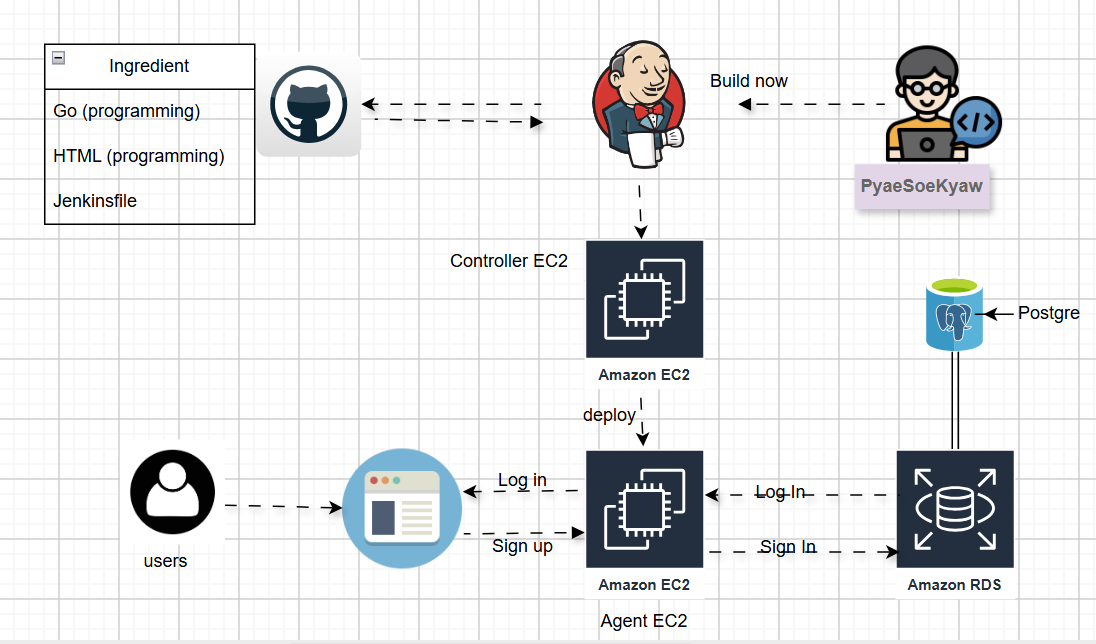 Ingredient
Go (programming)
HTML (programming)
Jenkinsfile
Build now
PyaeSoeKyaw
Controller EC2
Amazon EC2
Postgre
deploy
Log in
Sign up
Log In
Sign In
users
Amazon EC2
Agent EC2
Amazon RDS